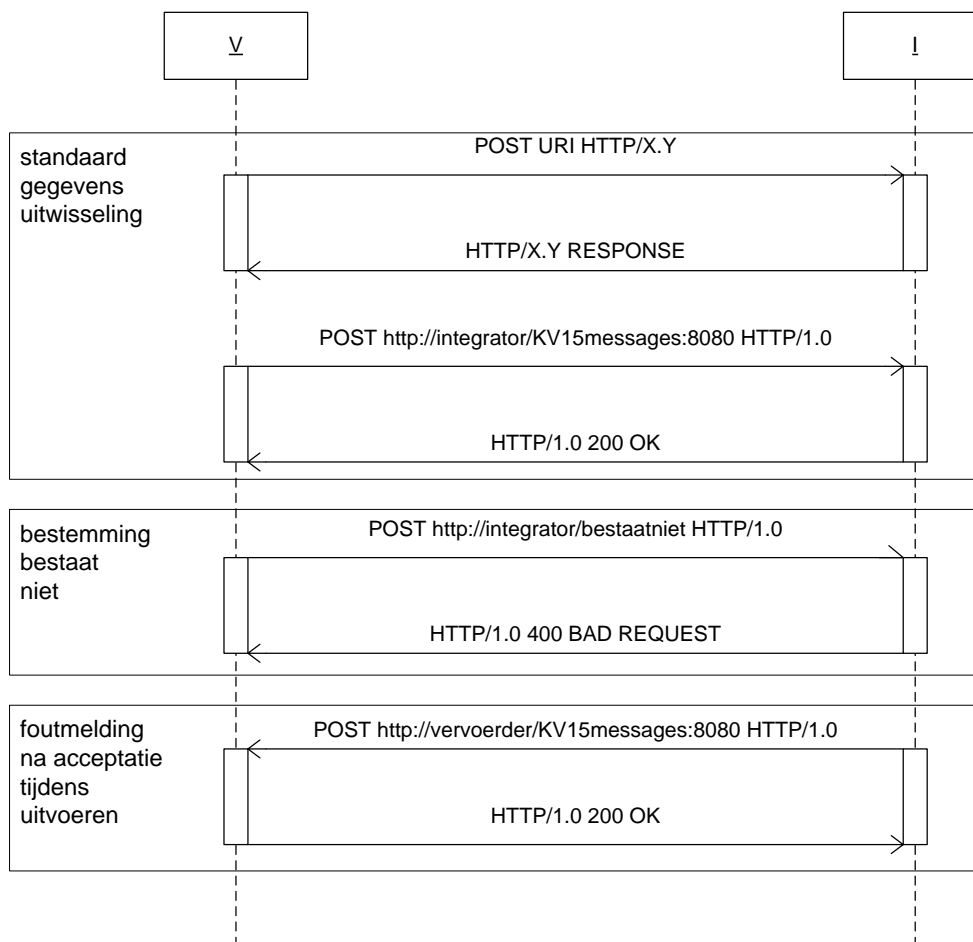 V
I
standaard
gegevens
uitwisseling
POST URI HTTP/X.Y
HTTP/X.Y RESPONSE
POST http://integrator/KV15messages:8080 HTTP/1.0
HTTP/1.0 200 OK
bestemming
bestaat
niet
POST http://integrator/bestaatniet HTTP/1.0
HTTP/1.0 400 BAD REQUEST
foutmelding
na acceptatie
tijdens
uitvoeren
POST http://vervoerder/KV15messages:8080 HTTP/1.0
HTTP/1.0 200 OK